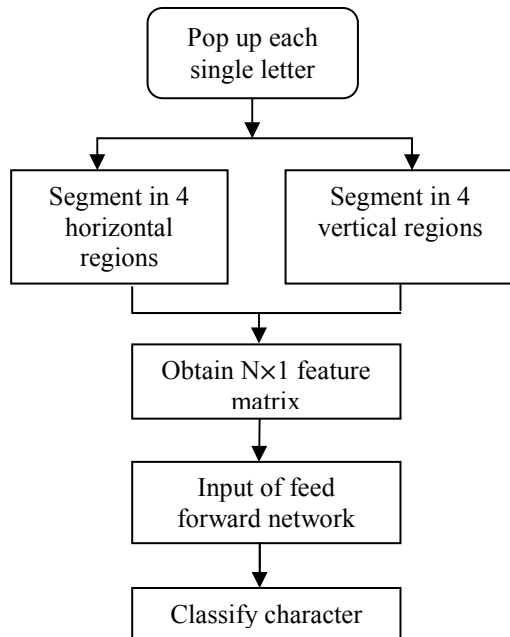 Pop up each
single letter
Segment in 4
horizontal
regions
Segment in 4
vertical regions
Obtain N×1 feature
matrix
Input of feed
forward network
Classify character